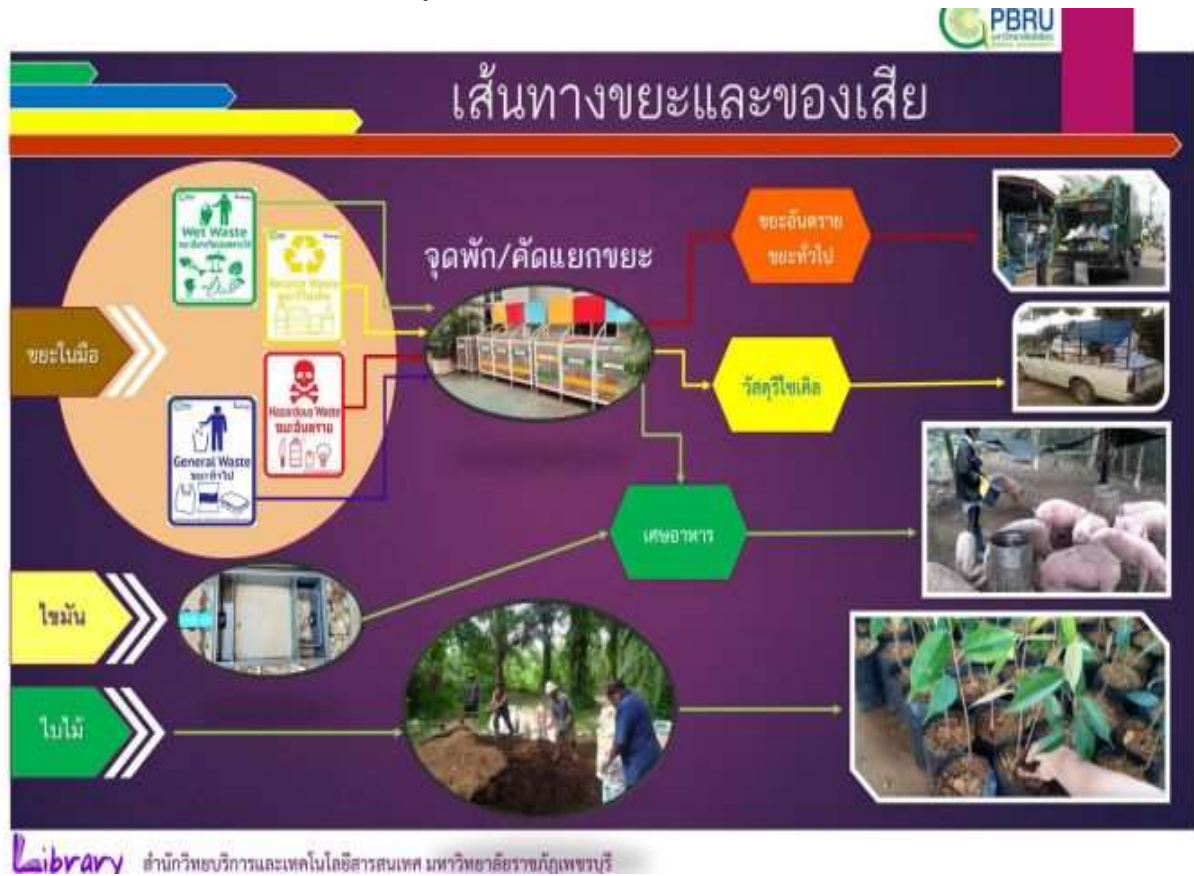 PBRU
เส้นทางขยะและของเสีย
ขยะในมือ
Wet Waste
Recycle Waste
Hazardous Waste
ขยะอันตราย
General Waste
ขยะทั่วไป
จุดพัก/คัดแยกขยะ
ขยะอันตราย
ขยะทั่วไป
วัสดุรีไซเคิล
เศษอาหาร
ไขมัน
ใบไม้
Library สำนักวิทยบริการและเทคโนโลยีสารสนเทศ มหาวิทยาลัยราชภัฏเพชรบุรี